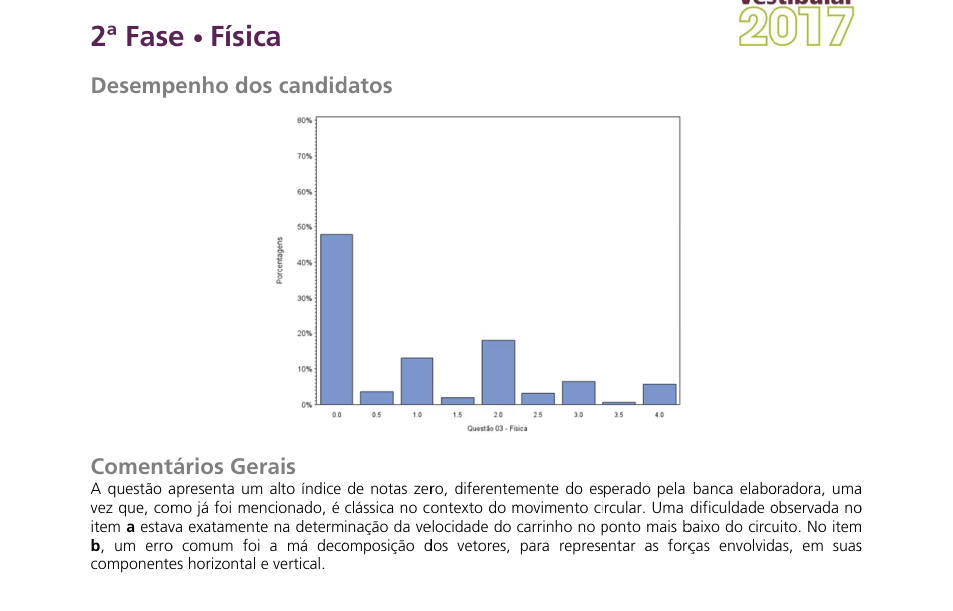 vestibular
2017
2ª Fase • Física
Desempenho dos candidatos
80%
70%
60%
50%
40%
30%
20%
10%
0%
Porcentagens
0.0 0.5 1.0 1.5 2.0 2.5 3.0 3.5 4.0
Questão 03 - Física
Comentários Gerais
A questão apresenta um alto índice de notas zero, diferentemente do esperado pela banca elaboradora, uma
vez que, como já foi mencionado, é clássica no contexto do movimento circular. Uma dificuldade observada no
item a estava exatamente na determinação da velocidade do carrinho no ponto mais baixo do circuito. No item
b, um erro comum foi a má decomposição dos vetores, para representar as forças envolvidas, em suas
componentes horizontal e vertical.